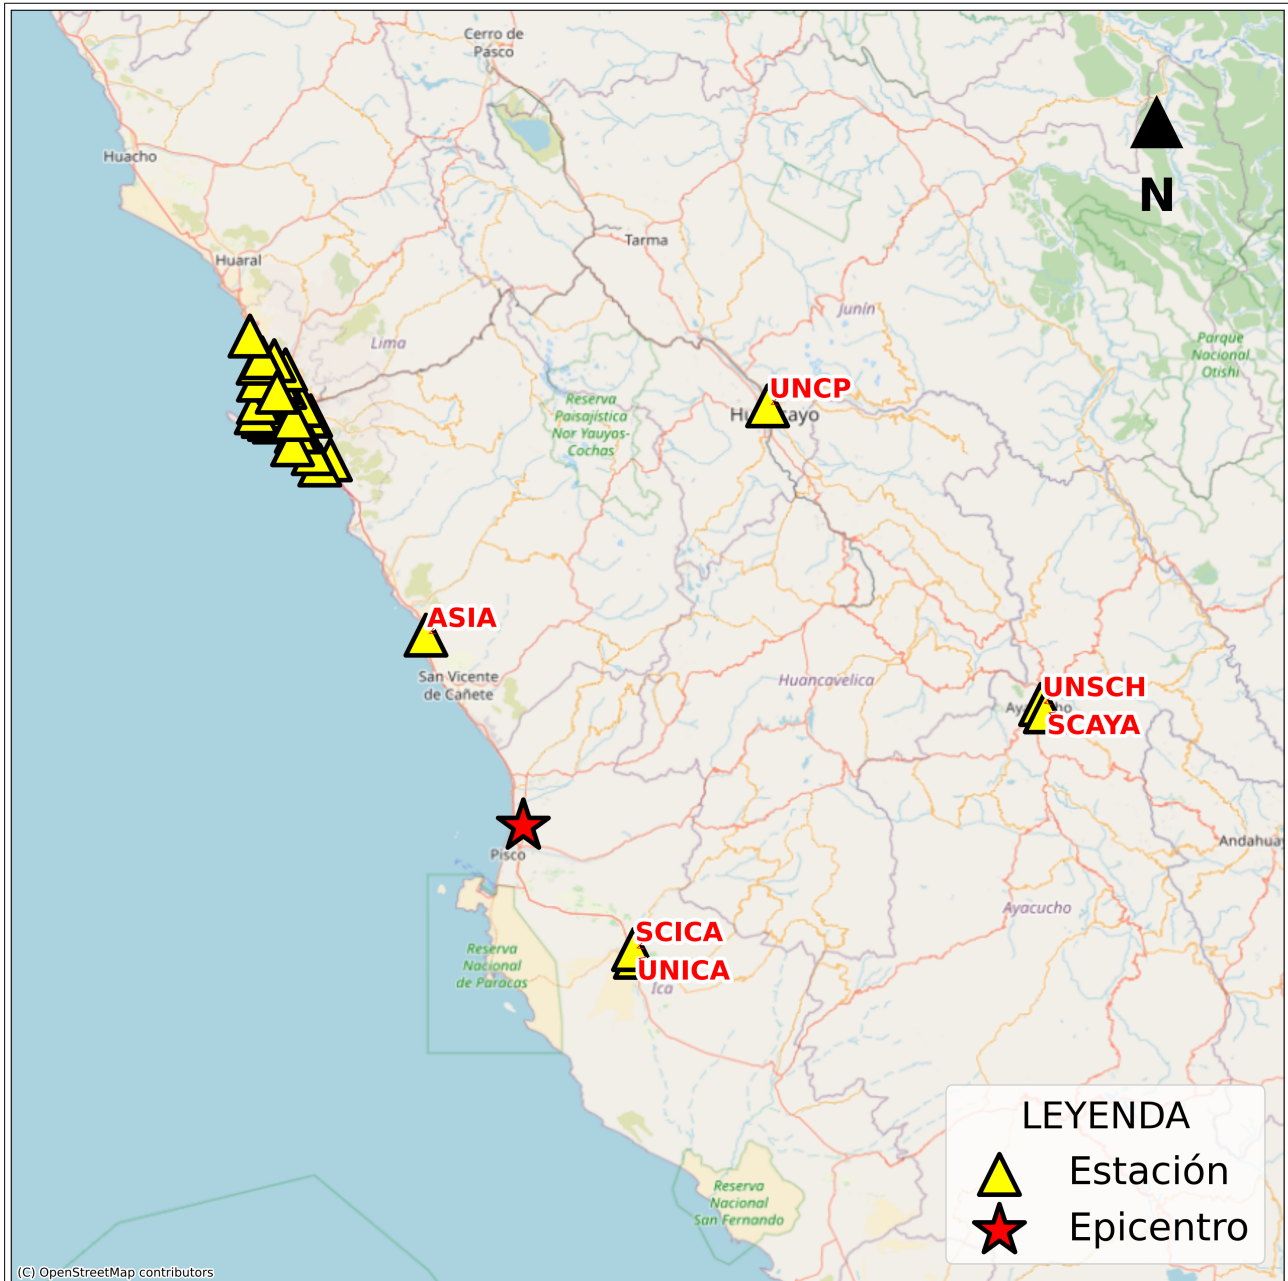 Cerro de
Pasco
Huacho
N
Tarma
Huaral
Junín
Lima
Parque
Nacional
Otishi
UNCP
Reserva
Paisajística
Nor Yauyos-
Cochas
ASIA
San Vicente
de Cañete
Huancavelica
UNSCH
SCAYA
Pisco
Andahuay
Ayacucho
SCICA
UNICA
Ica
Reserva
Nacional
de Paracas
LEYENDA
Estación
Epicentro
Reserva
Nacional
San Fernando
(C) OpenStreetMap contributors